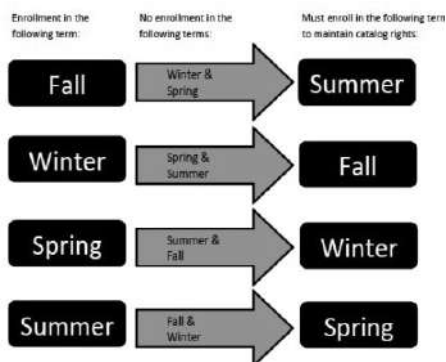 Enrollment in the
following term:
No enrollment in the
following terms:
Must enroll in the following term
to maintain catalog rights:
Fall
Winter &
Spring
Summer
Winter
Spring &
Summer
Fall
Spring
Summer &
Fall
Winter
Summer
Fall &
Winter
Spring